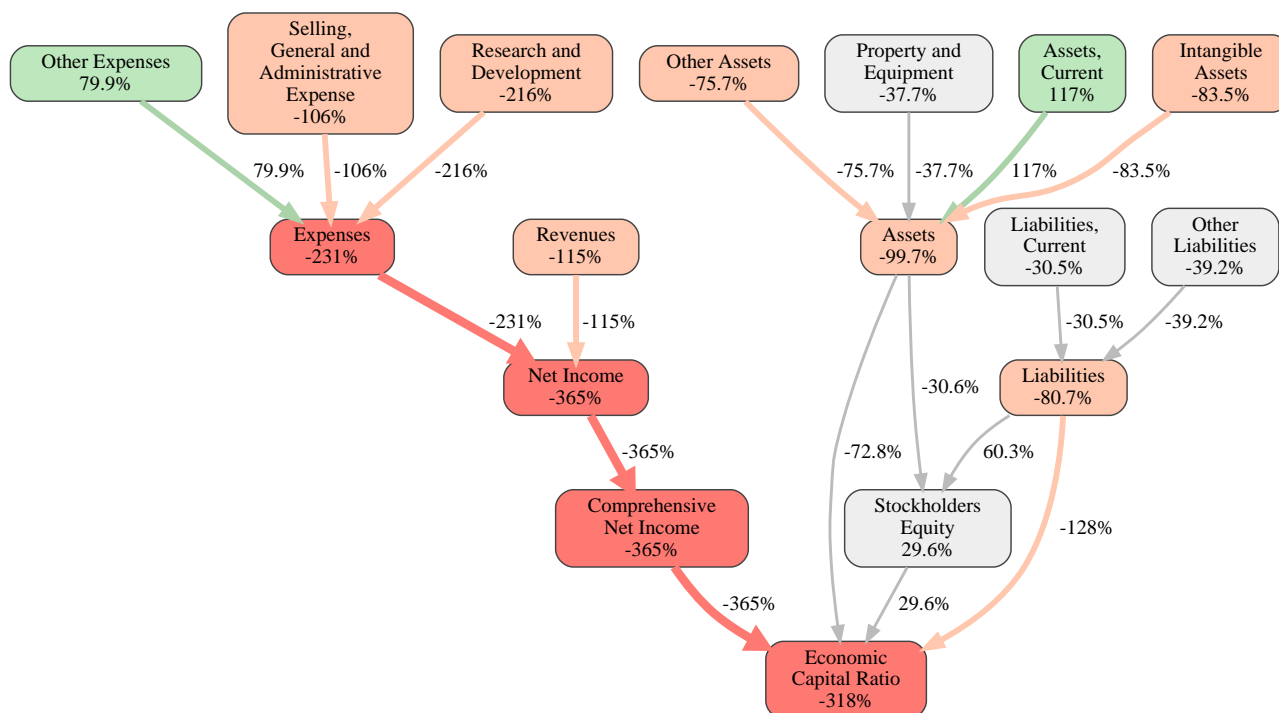 Other Expenses
79.9%
Selling,
General and
Administrative
Expense
-106%
Research and
Development
-216%
Other Assets
-75.7%
Property and
Equipment
-37.7%
Assets,
Current
117%
Intangible
Assets
-83.5%
79.9%
-106%
-216%
-75.7%
-37.7%
117%
-83.5%
Expenses
-231%
Revenues
-115%
Assets
-99.7%
Liabilities,
Current
-30.5%
Other
Liabilities
-39.2%
-231%
-115%
-30.5%
-39.2%
Net Income
-365%
-30.6%
Liabilities
-80.7%
-365%
-72.8%
60.3%
Comprehensive
Net Income
-365%
Stockholders
Equity
29.6%
-128%
-365%
29.6%
Economic
Capital Ratio
-318%